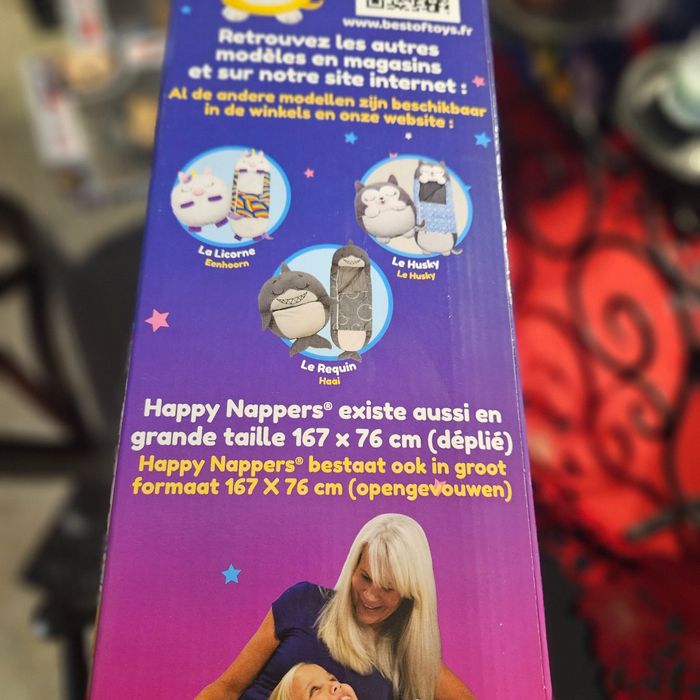 www.bestoftoys.fr
Retrouvez les autres
modèles en magasins
et sur notre site internet :
Al de andere modellen zijn beschikbaar
in de winkels en onze website :
La Licorne
Eenhoorn
Le Husky
Le Husky
Le Requin
Haai
Happy Nappers® existe aussi en
grande taille 167 x 76 cm (déplié)
Happy Nappers® bestaat ook in groot
formaat 167 X 76 cm (opengevouwen)